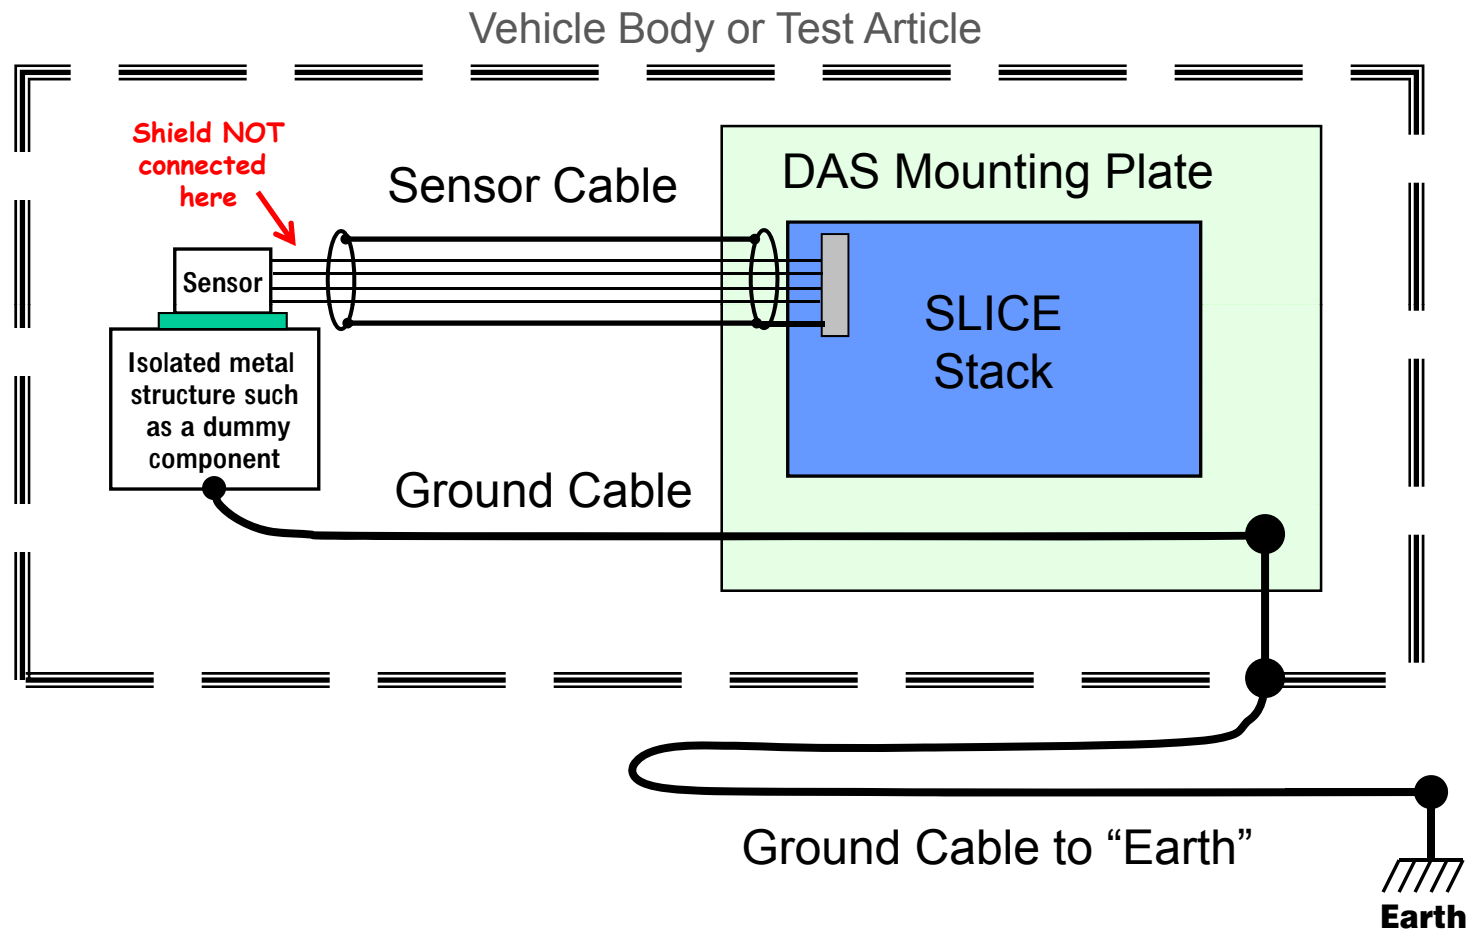 Vehicle Body or Test Article
Shield NOT
connected
here
Sensor Cable
DAS Mounting Plate
Sensor
SLICE
Stack
Isolated metal
structure such
as a dummy
component
Ground Cable
Ground Cable to “Earth”
Earth